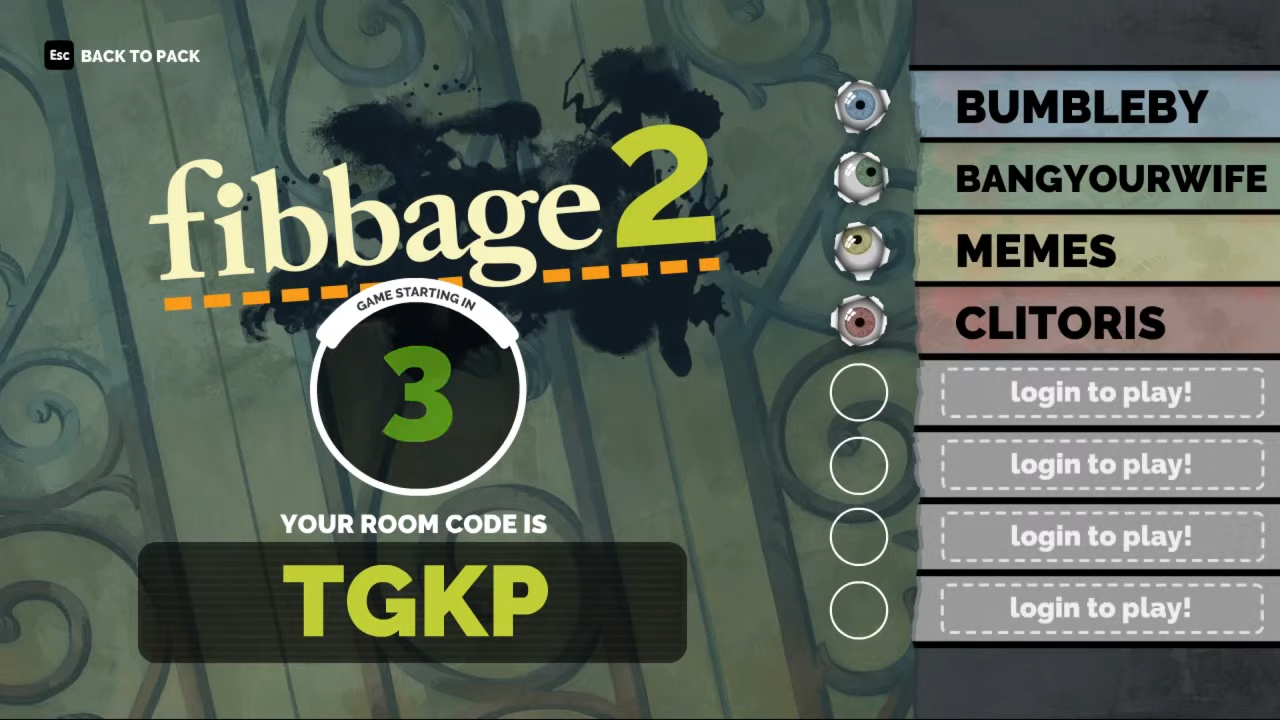 Esc BACK TO PACK
fibbage 2
GAME STARTING IN
3
YOUR ROOM CODE IS
TGKP
BUMBLEBY
BANGYOURWIFE
MEMES
CLITORIS
login to play!
login to play!
login to play!
login to play!